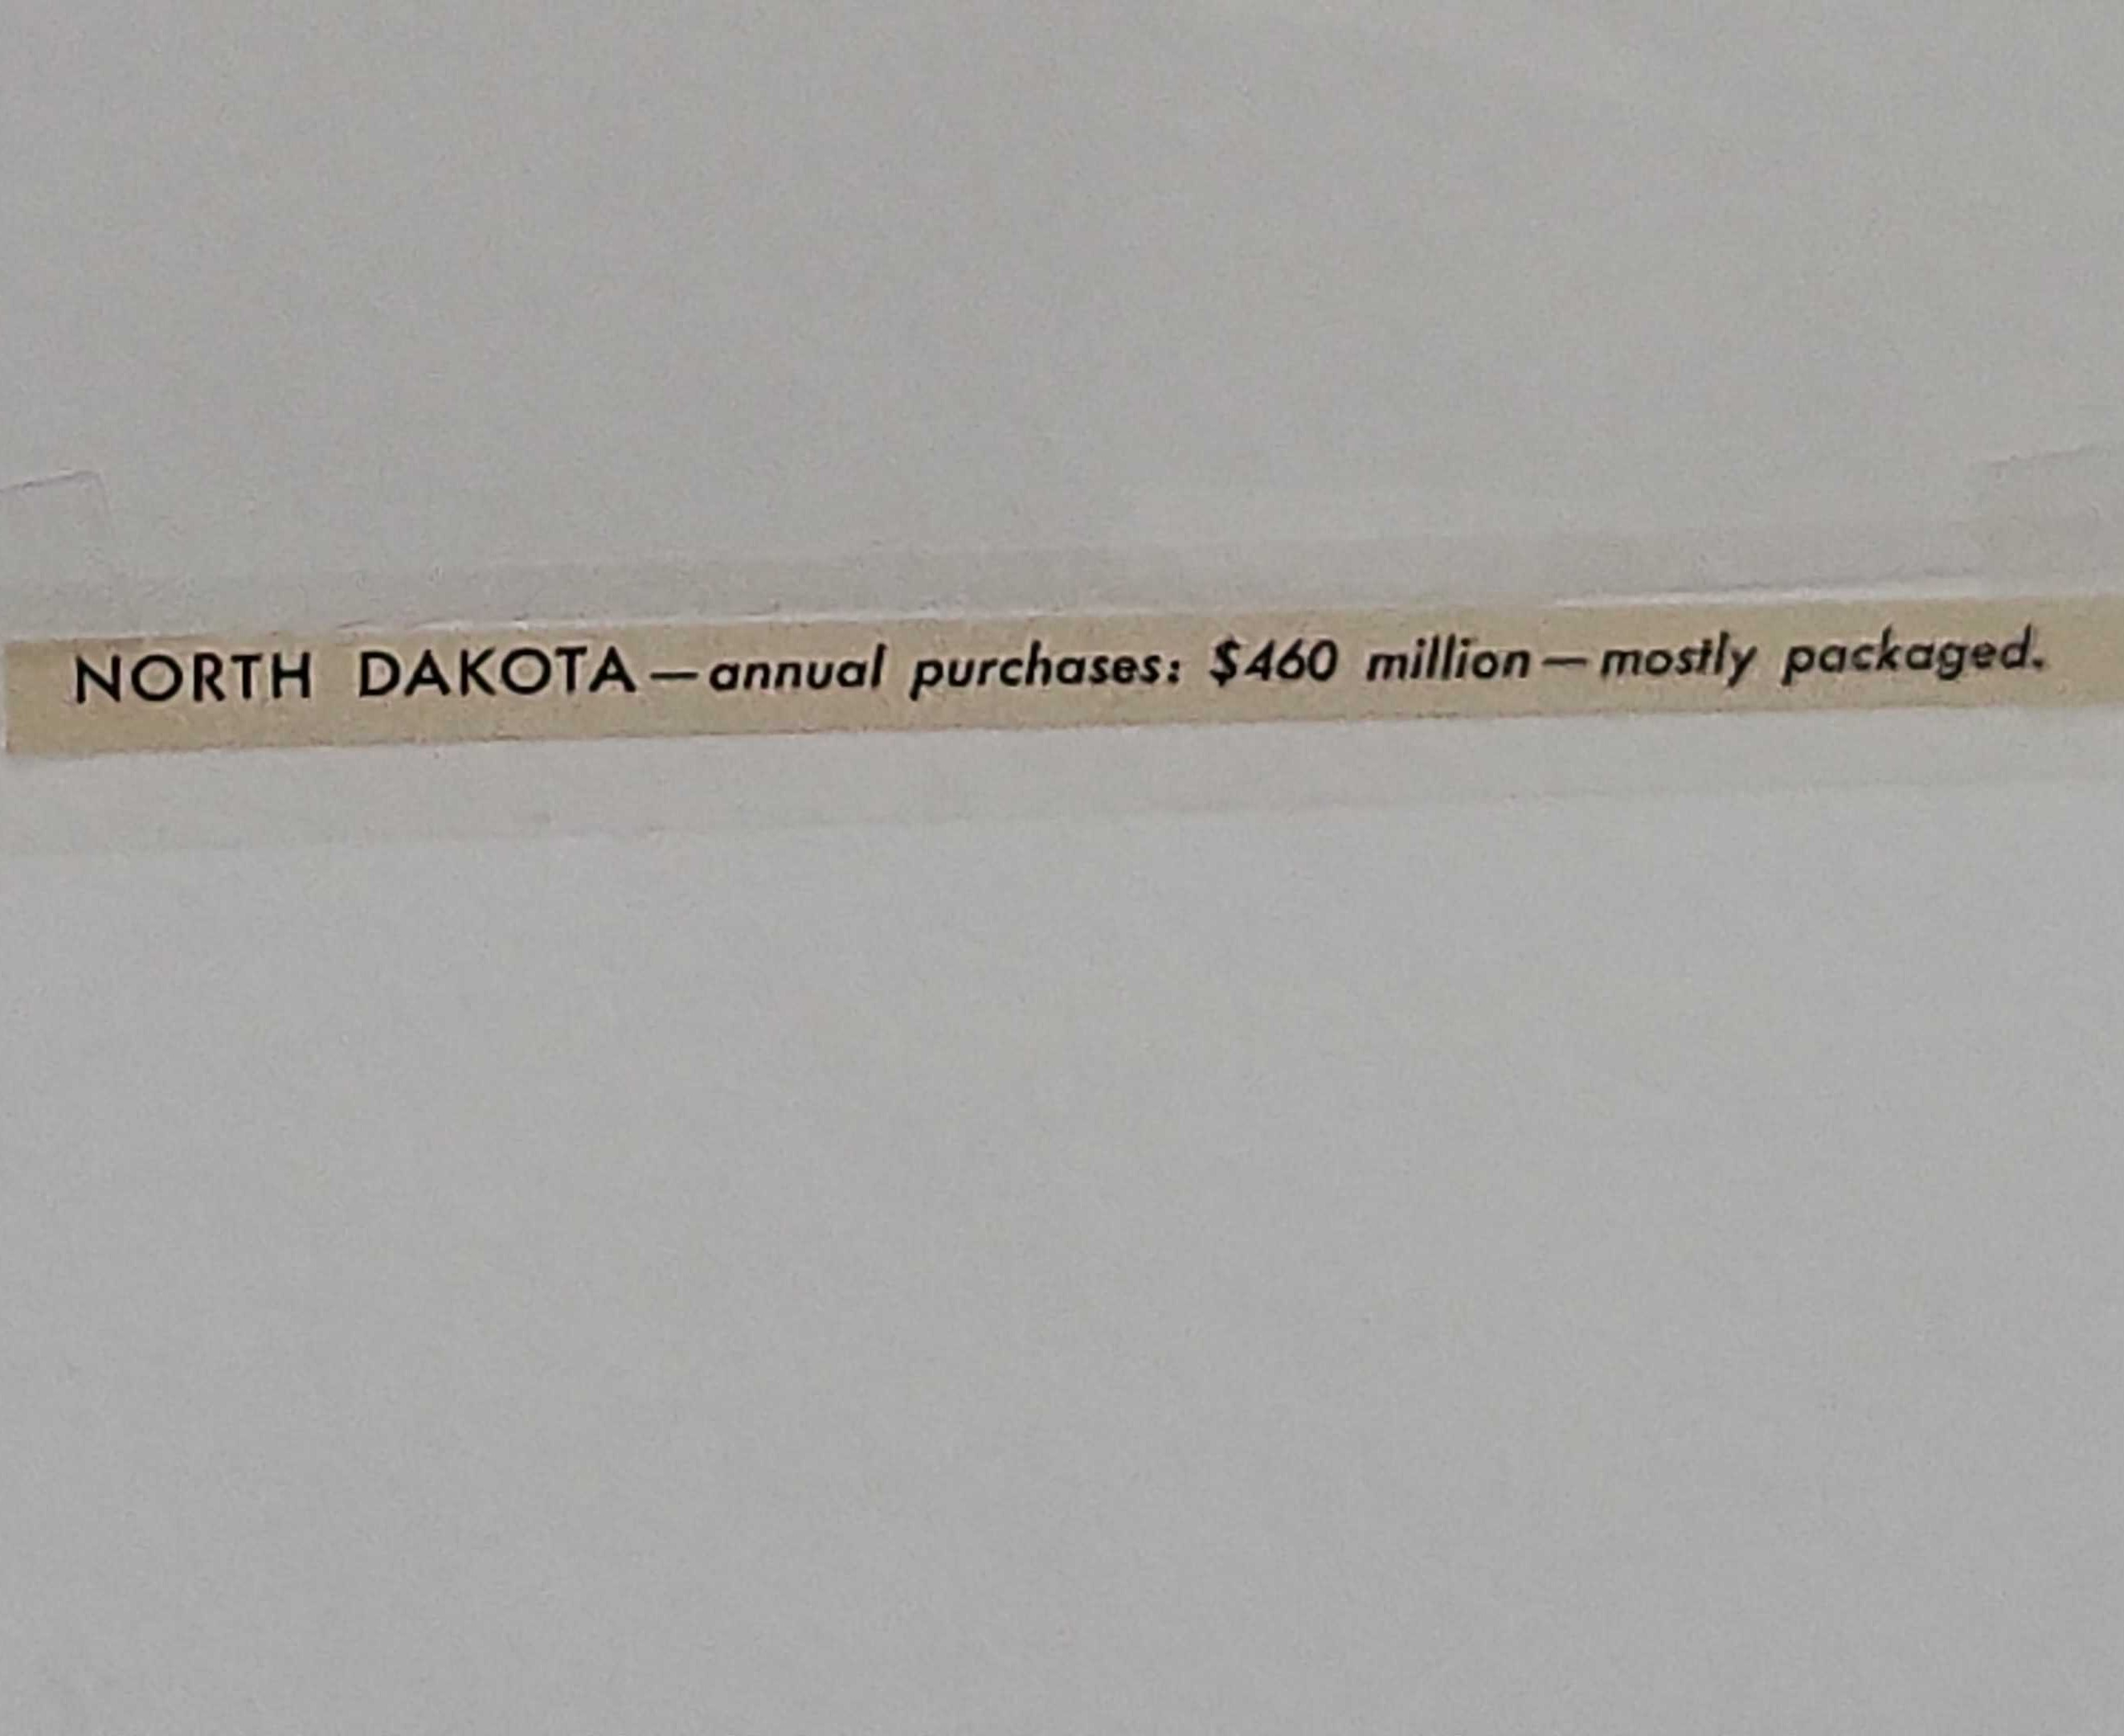 NORTH DAKOTA—annual purchases: $460 million—mostly packaged.